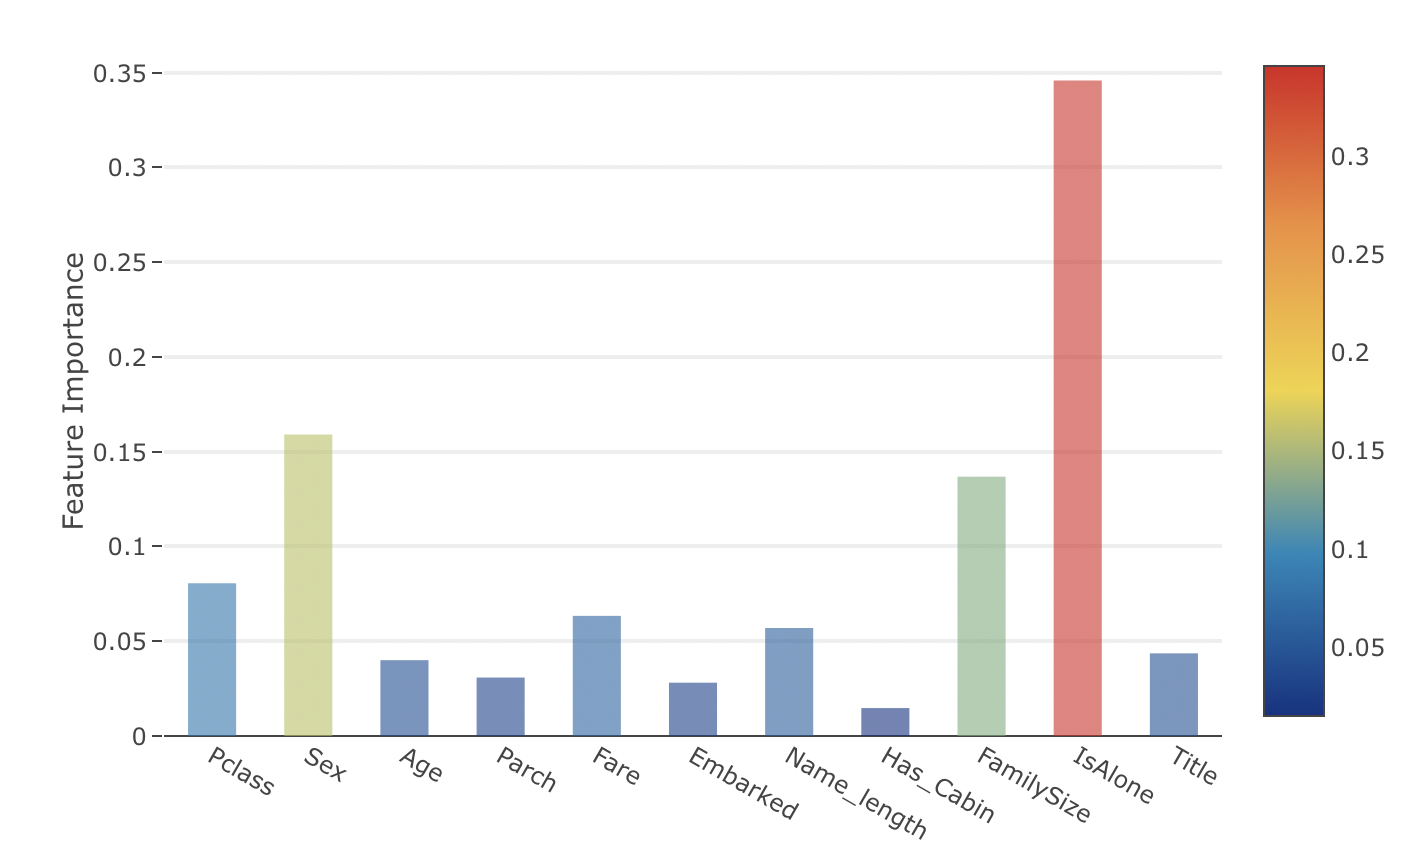 Feature Importance
0.35
0.3
0.25
0.2
0.15
0.1
0.05
0
Pclass
Sex
Age
Parch
Fare
Embarked
Name_length
Has_Cabin
FamilySize
IsAlone
Title
0.3
0.25
0.2
0.15
0.1
0.05